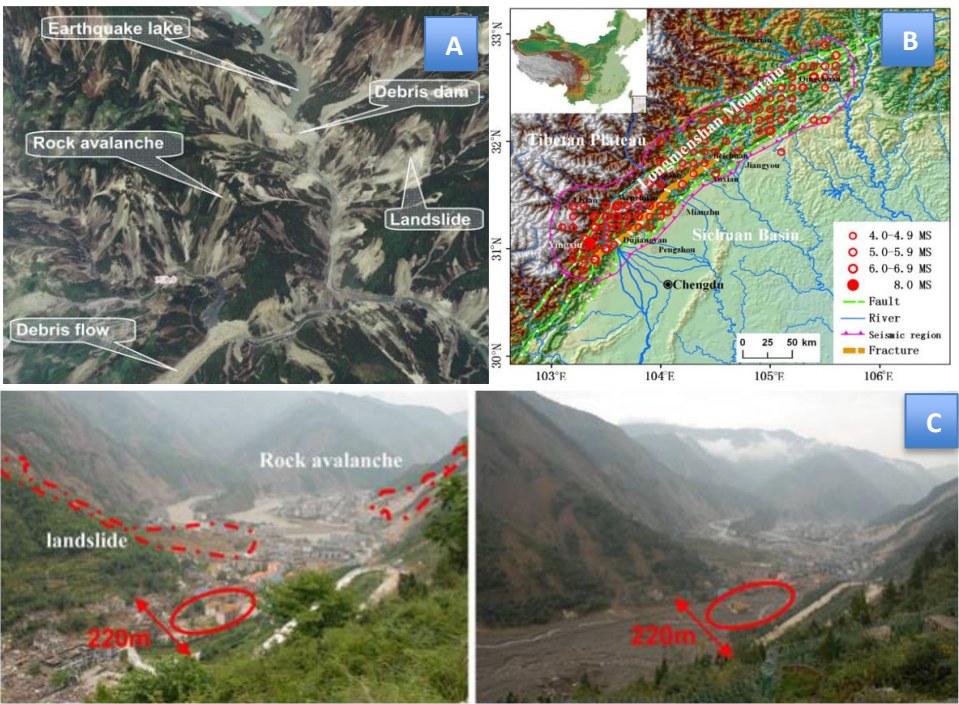 A
Earthquake lake
Debris dam
Rock avalanche
Landslide
Debris flow
B
33°N
32°N
31°N
30°N
Qingchuan
Longmenshan Mountain
Tibetan Plateau
Beichuan
Jiangyou
Anxian
Mianzhu
Yingxiu
Sichuan Basin
Dujiangyan
Pengzhou
Chengdu
4.0-4.9 MS
5.0-5.9 MS
6.0-6.9 MS
8.0 MS
Fault
River
Seismic region
Fracture
0 25 50 km
103°E
104°E
105°E
106°E
C
Rock avalanche
landslide
220m
220m